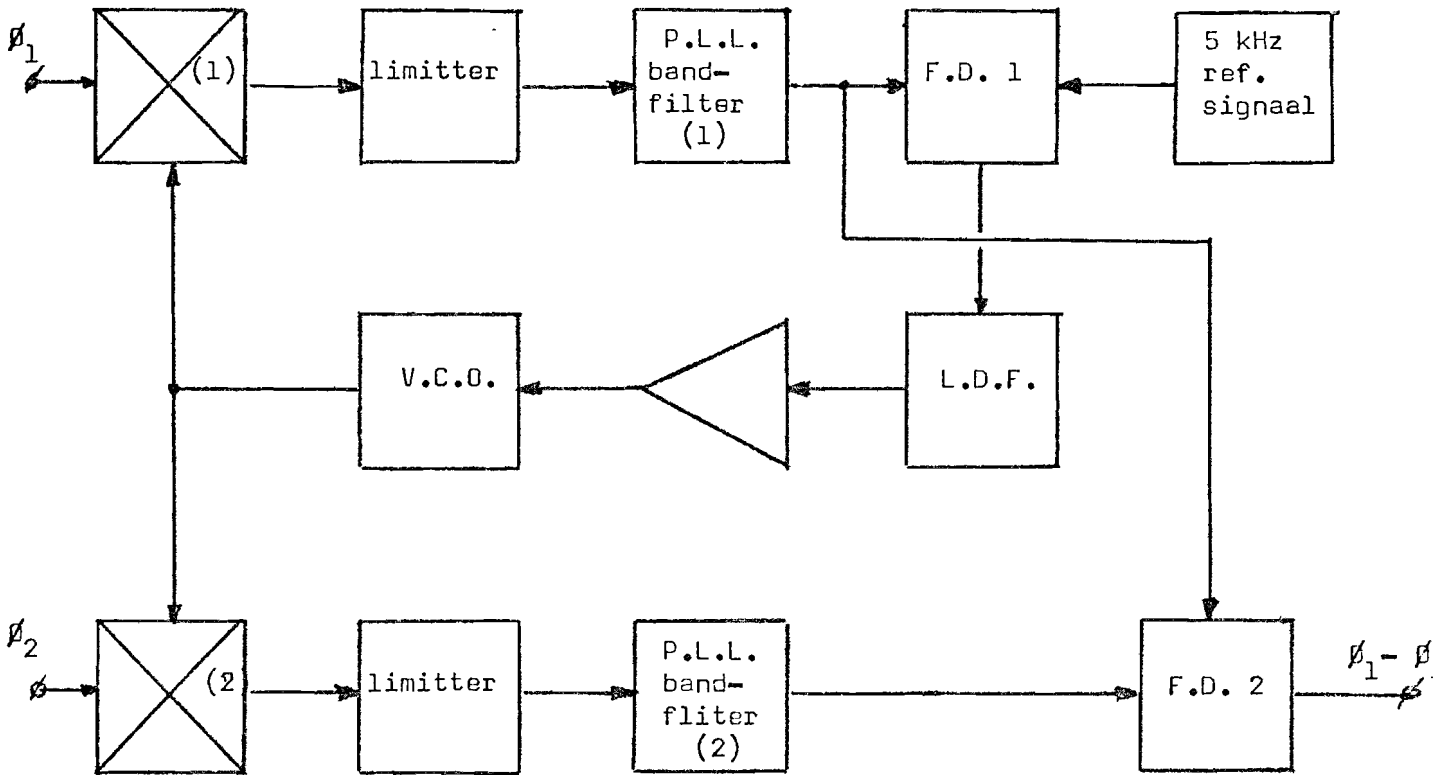 Ø1
(1)
limitter
P.L.L.
band-
filter
(1)
F.D. 1
5 kHz
ref.
signaal
V.C.O.
L.D.F.
Ø2
(2
limitter
P.L.L.
band-
fliter
(2)
F.D. 2
Ø1- Ø